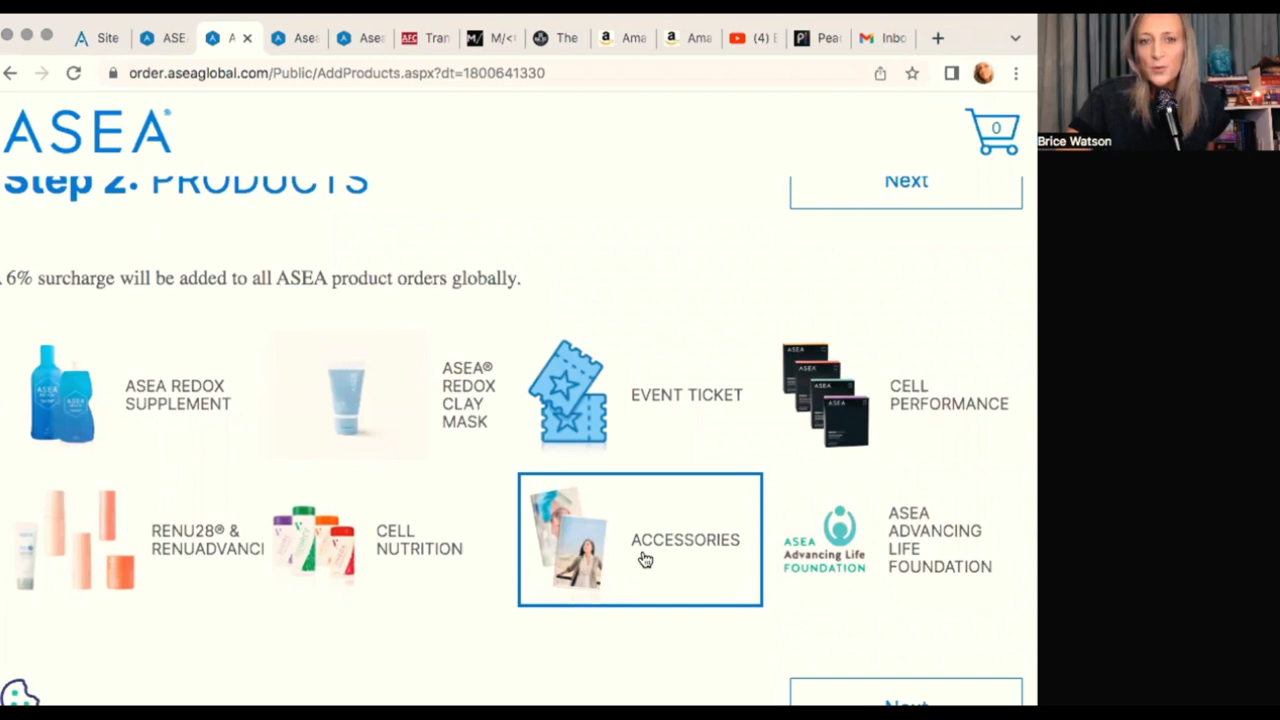 Site
ASE
A
Ase
Ase
AFC Tran
M/<
The
a Ama
a Ama
(4) E
Pea
Inbo
order.aseaglobal.com/Public/AddProducts.aspx?dt=1800641330
ASEA®
0
Step 2. PRODUCTS
Next
6% surcharge will be added to all ASEA product orders globally.
ASEA REDOX
SUPPLEMENT
ASEA®
REDOX
CLAY
MASK
EVENT TICKET
CELL
PERFORMANCE
RENU28® &
RENUADVANCI
CELL
NUTRITION
ACCESSORIES
ASEA
Advancing Life
FOUNDATION
ASEA
ADVANCING
LIFE
FOUNDATION
Next
Brice Watson